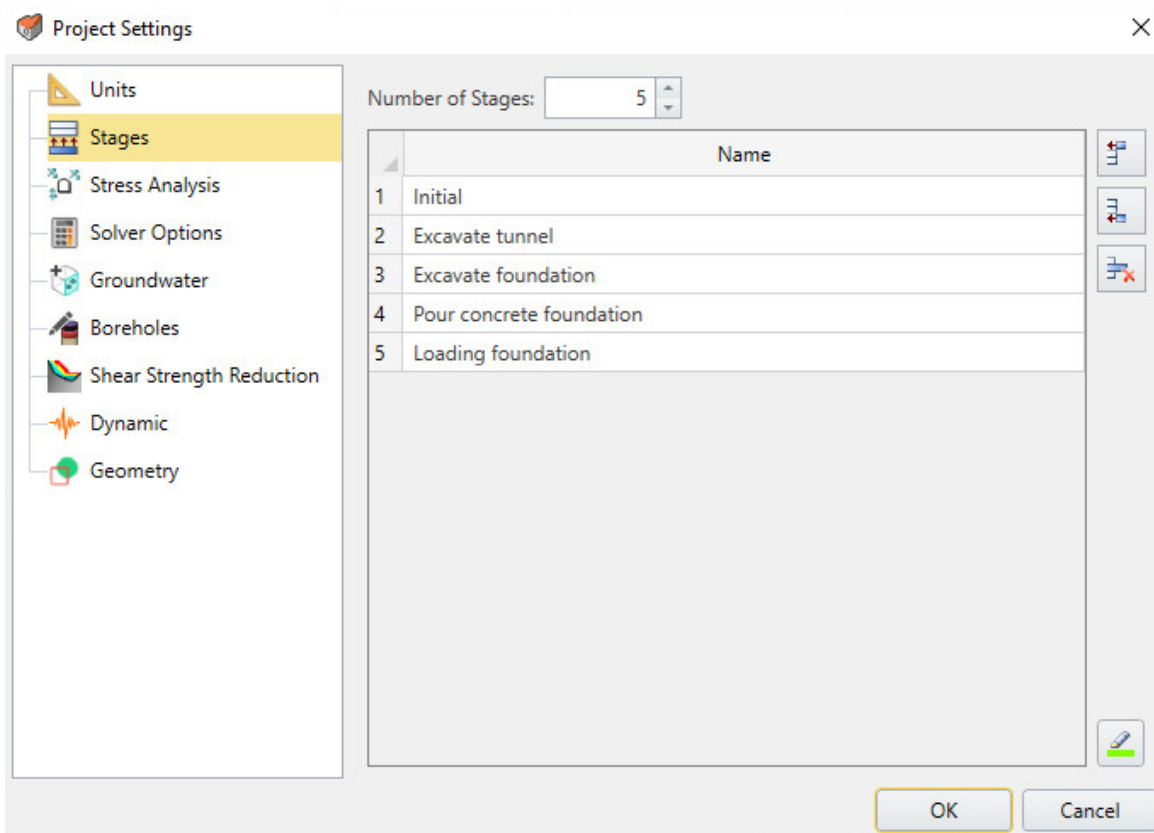 Project Settings
Units
Stages
Stress Analysis
Solver Options
Groundwater
Boreholes
Shear Strength Reduction
Dynamic
Geometry
Number of Stages: 5
Name
1 Initial
2 Excavate tunnel
3 Excavate foundation
4 Pour concrete foundation
5 Loading foundation
OK Cancel